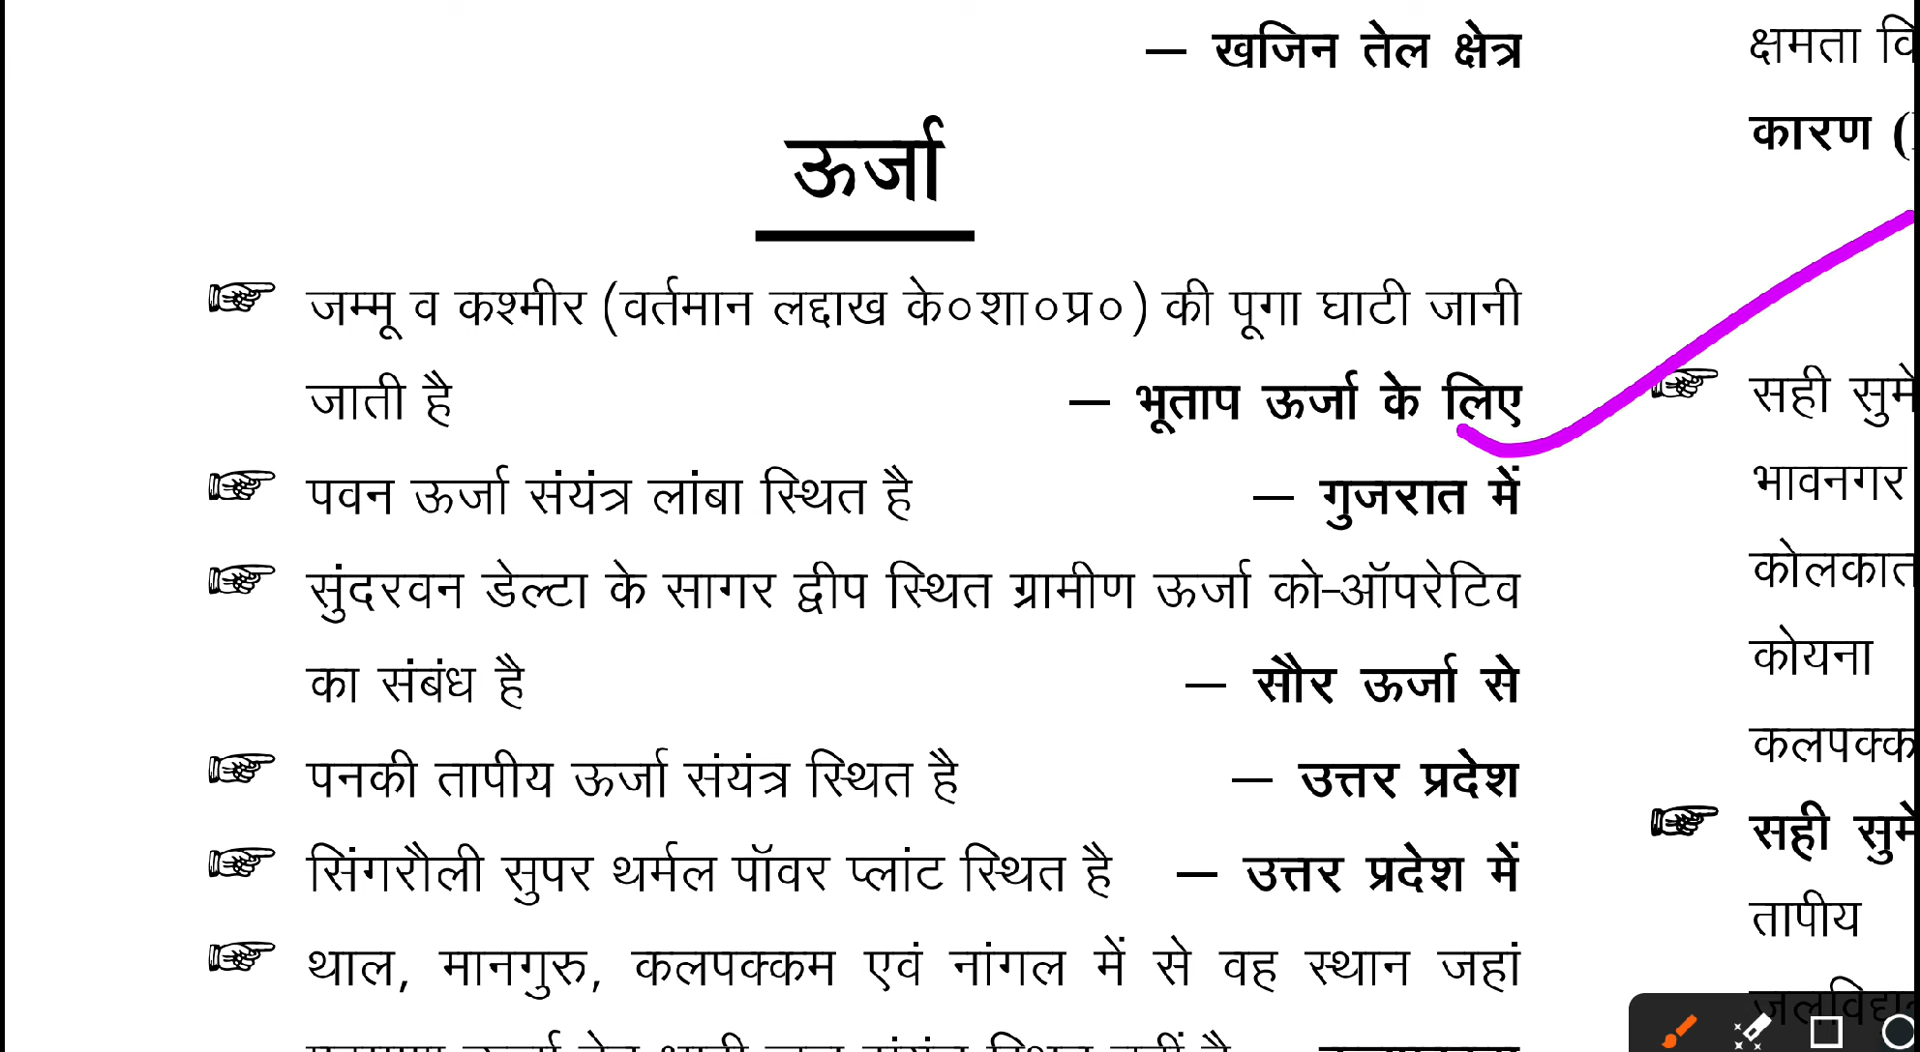 — खजिन तेल क्षेत्र
ऊर्जा
जम्मू व कश्मीर (वर्तमान लद्दाख के०शा०प्र०) की पूगा घाटी जानी
जाती है — भूताप ऊर्जा के लिए
पवन ऊर्जा संयंत्र लांबा स्थित है — गुजरात में
सुंदरवन डेल्टा के सागर द्वीप स्थित ग्रामीण ऊर्जा को-ऑपरेटिव
का संबंध है — सौर ऊर्जा से
पनकी तापीय ऊर्जा संयंत्र स्थित है — उत्तर प्रदेश
सिंगरौली सुपर थर्मल पॉवर प्लांट स्थित है — उत्तर प्रदेश में
थाल, मानगुरु, कलपक्कम एवं नांगल में से वह स्थान जहां
क्षमता
कारण (
सही
भावनगर
कोयना
सही
तापीय